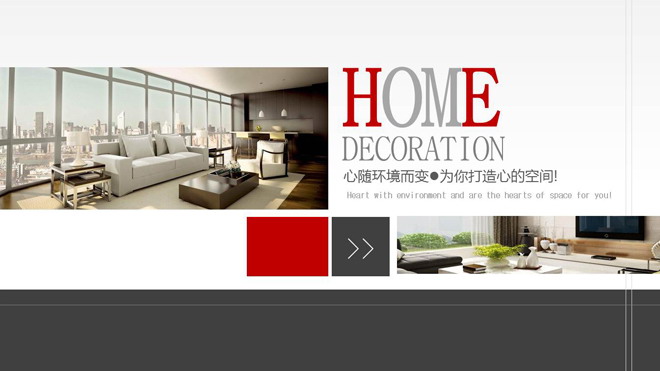 HOME
DECORATION
心随环境而变●为你打造心的空间!
Heart with environment and are the hearts of space for you!